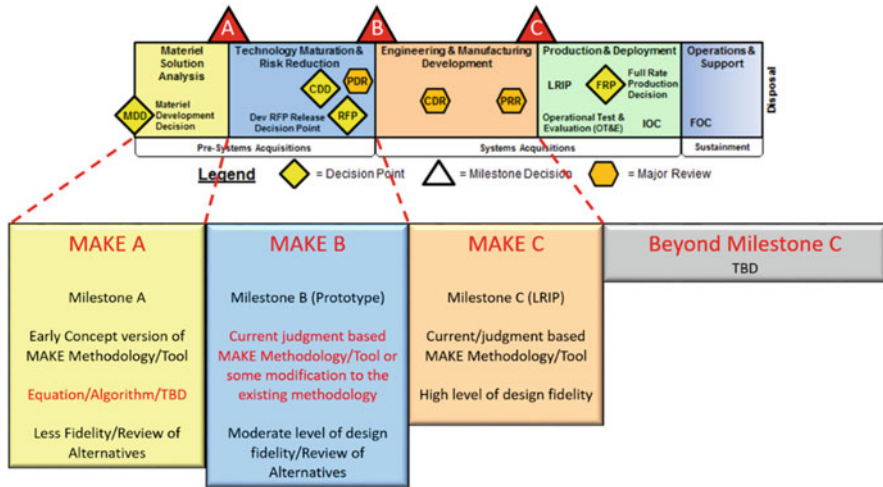 A
B
C
Materiel
Solution
Analysis
Technology Maturation &
Risk Reduction
Engineering & Manufacturing
Development
Production & Deployment
Operations &
Support
Disposal
MDD
Materiel
Development
Decision
CDD
PDR
Dev RFP Release
Decision Point
RFP
CDR
PRR
LRIP
FRP
Full Rate
Production
Decision
Operational Test &
Evaluation (OT&E)
IOC
FOC
Pre-Systems Acquisitions
Systems Acquisitions
Sustainment
Legend
= Decision Point
= Milestone Decision
= Major Review
MAKE A
Milestone A
Early Concept version of
MAKE Methodology/Tool
Equation/Algorithm/TBD
Less Fidelity/Review of
Alternatives
MAKE B
Milestone B (Prototype)
Current judgment based
MAKE Methodology/Tool or
some modification to the
existing methodology
Moderate level of design
fidelity/Review of
Alternatives
MAKE C
Milestone C (LRIP)
Current/judgment based
MAKE Methodology/Tool
High level of design fidelity
Beyond Milestone C
TBD